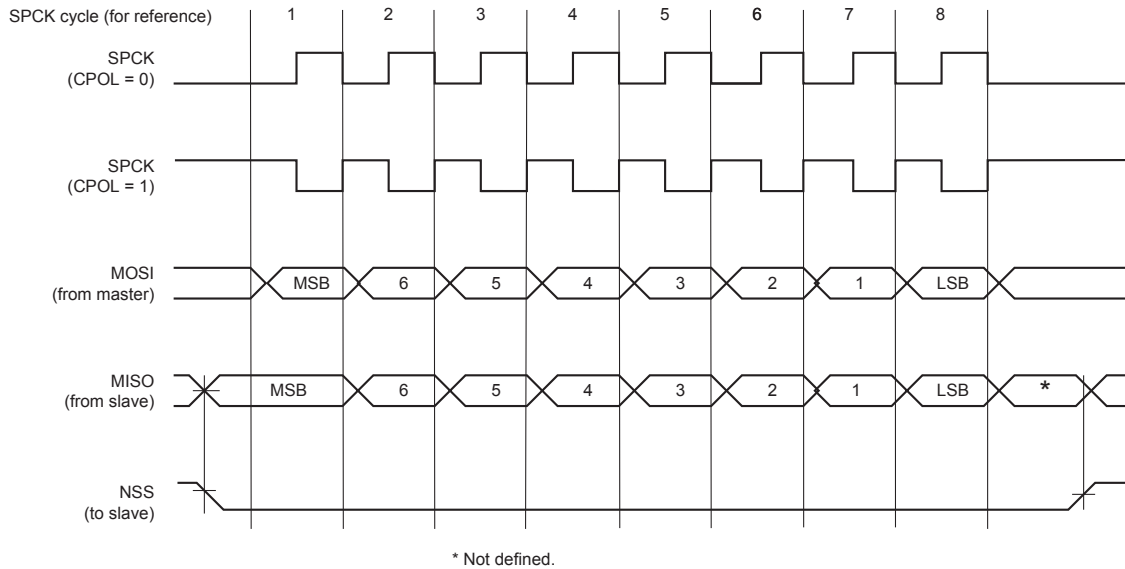 SPCK cycle (for reference) 1 2 3 4 5 6 7 8
SPCK
(CPOL = 0)
SPCK
(CPOL = 1)
MOSI
(from master)
MSB 6 5 4 3 2 1 LSB
MISO
(from slave)
MSB 6 5 4 3 2 1 LSB *
NSS
(to slave)
* Not defined.